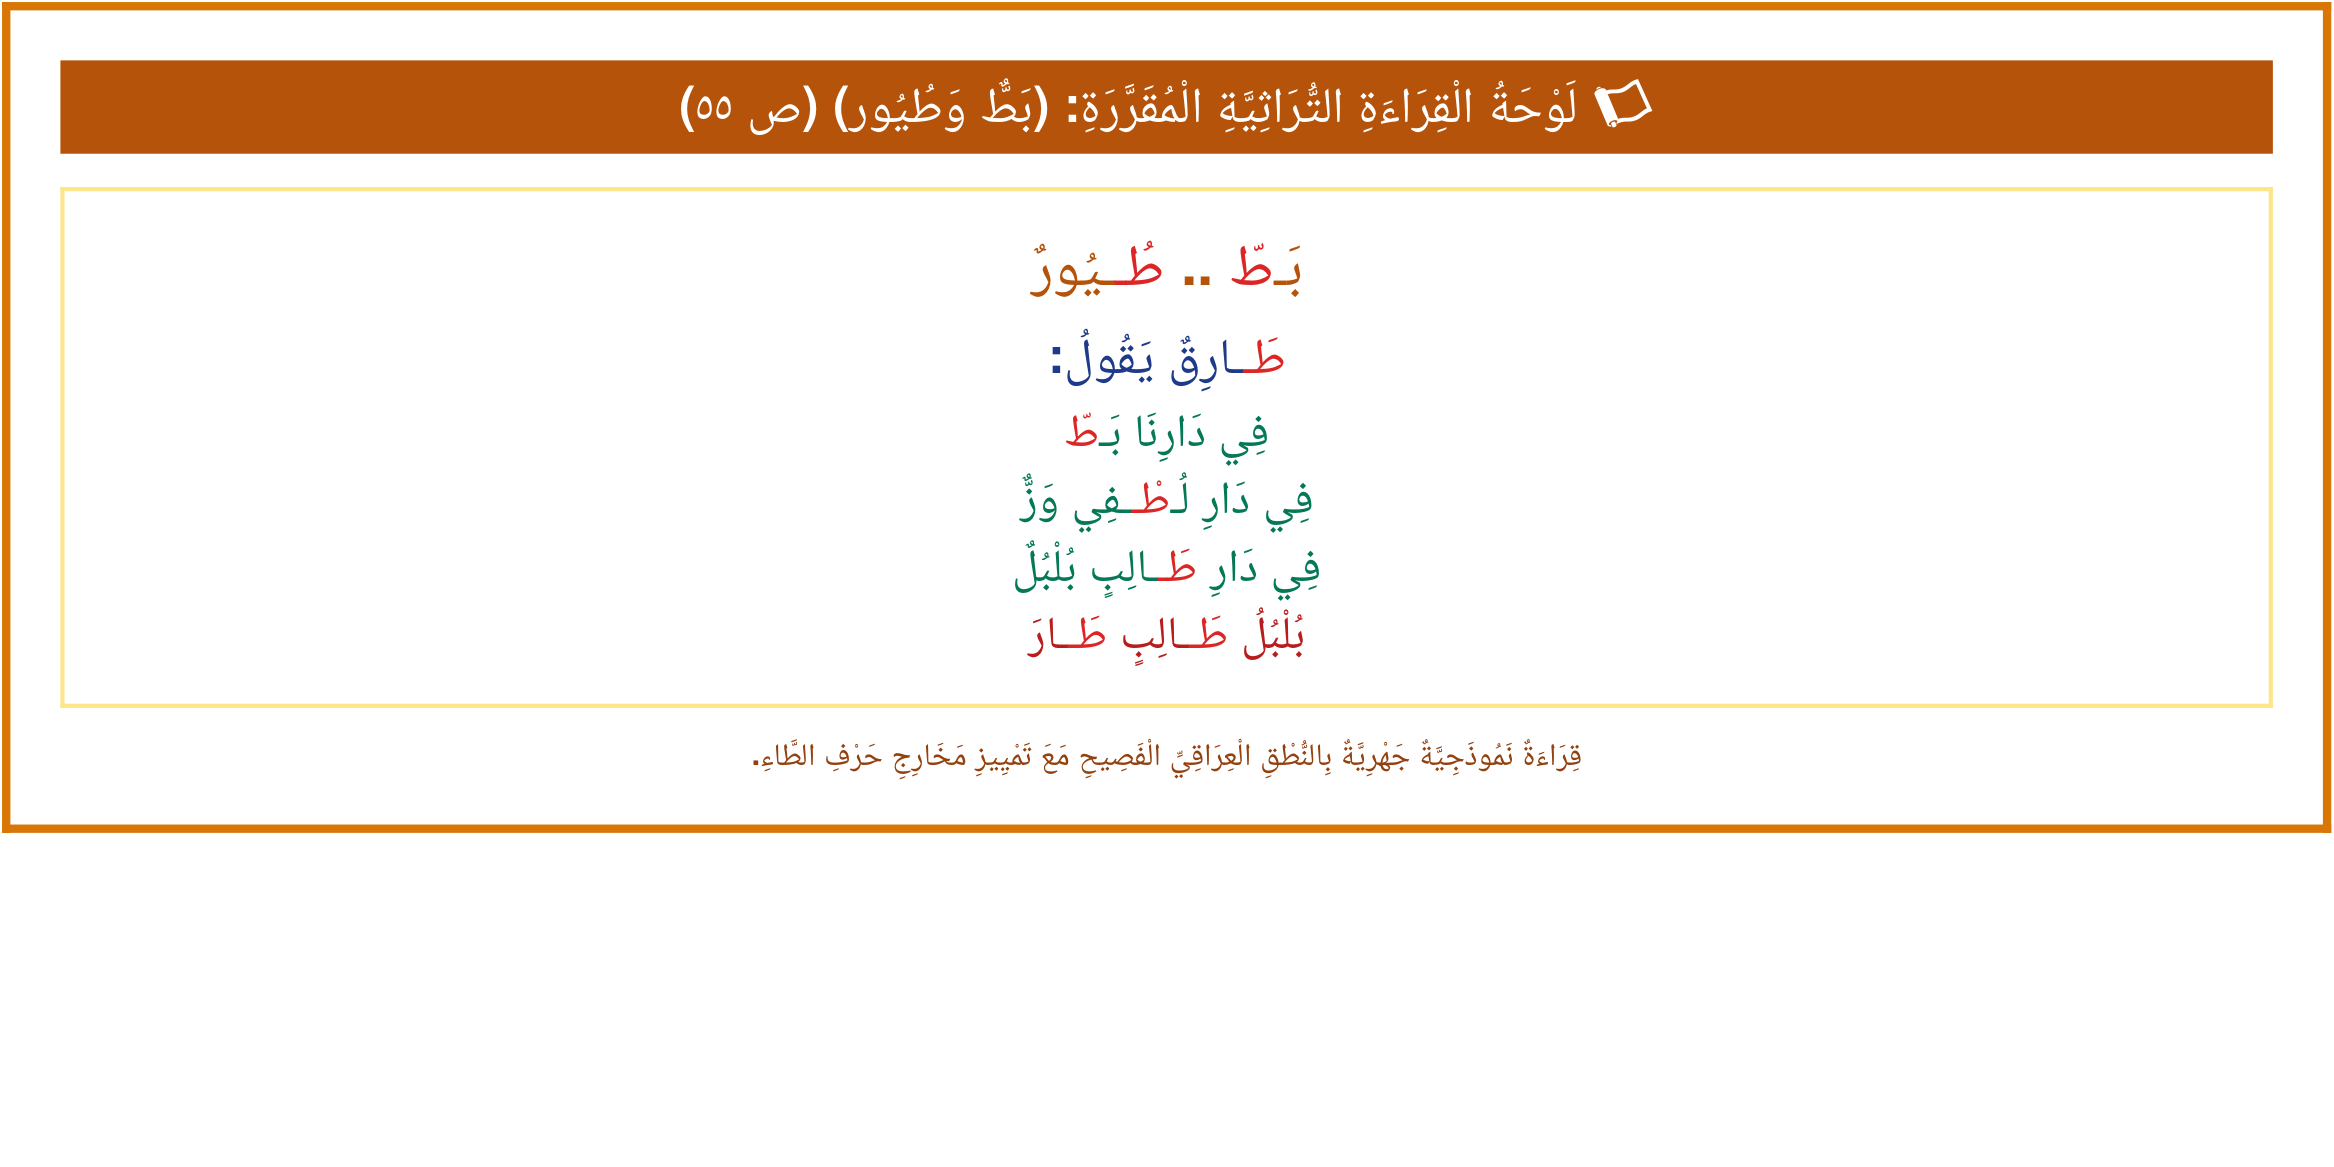 لَوْحَةُ الْقِرَاءَةِ التُّرَاثِيَّةِ الْمُقَرَّرَةِ: (بَطٌّ وَطُيُور) (ص ٥٥)
بَـطّ .. طُـيُورٌ
طَـارِقٌ يَقُولُ:
فِي دَارِنَا بَـطّ
فِي دَارِ لُـطْـفِي وَزٌّ
فِي دَارِ طَـالِبٍ بُلْبُلٌ
بُلْبُلُ طَـالِبٍ طَـارَ
قِرَاءَةٌ نَمُوذَجِيَّةٌ جَهْرِيَّةٌ بِالنُّطْقِ الْعِرَاقِيِّ الْفَصِيحِ مَعَ تَمْيِيزِ مَخَارِجِ حَرْفِ الطَّاءِ.